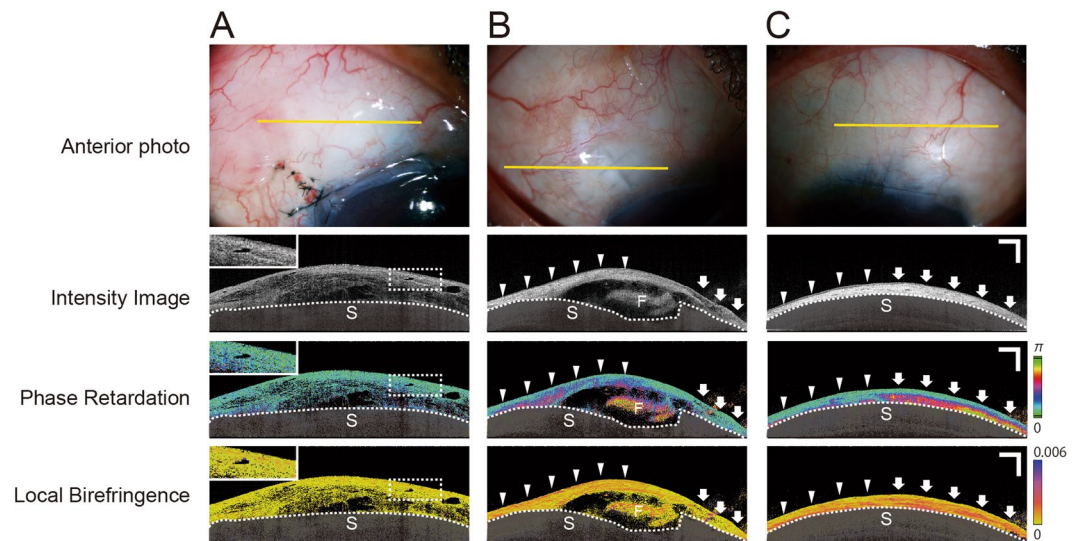 A
B
C
Anterior photo
Intensity Image
S
F
S
S
Phase Retardation
S
F
S
S
π
0
Local Birefringence
S
F
S
S
0.006
0